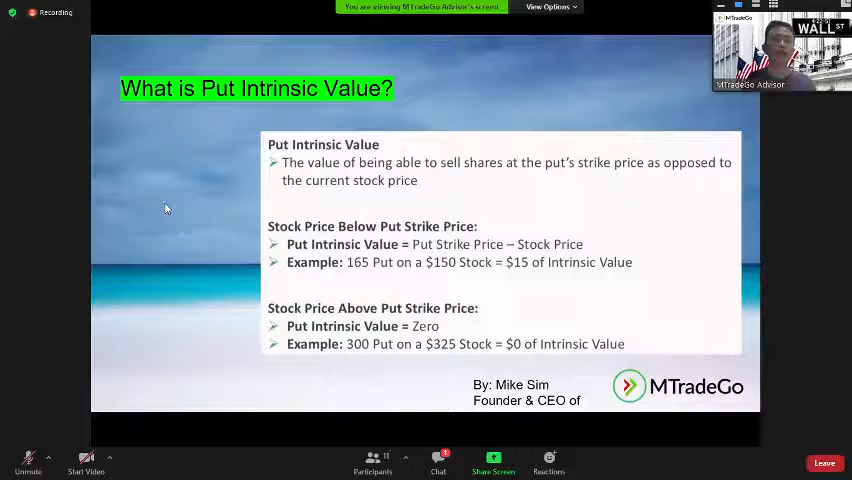 Recording
You are viewing MTradeGo Advisor's screen
View Options
MTradeGo
WALL ST
MTradeGo Advisor
What is Put Intrinsic Value?
Put Intrinsic Value
The value of being able to sell shares at the put's strike price as opposed to
the current stock price
Stock Price Below Put Strike Price:
Put Intrinsic Value = Put Strike Price – Stock Price
Example: 165 Put on a $150 Stock = $15 of Intrinsic Value
Stock Price Above Put Strike Price:
Put Intrinsic Value = Zero
Example: 300 Put on a $325 Stock = $0 of Intrinsic Value
By: Mike Sim
Founder & CEO of
MTradeGo
Unmute
Start Video
Participants
11
Chat
1
Share Screen
Reactions
Leave